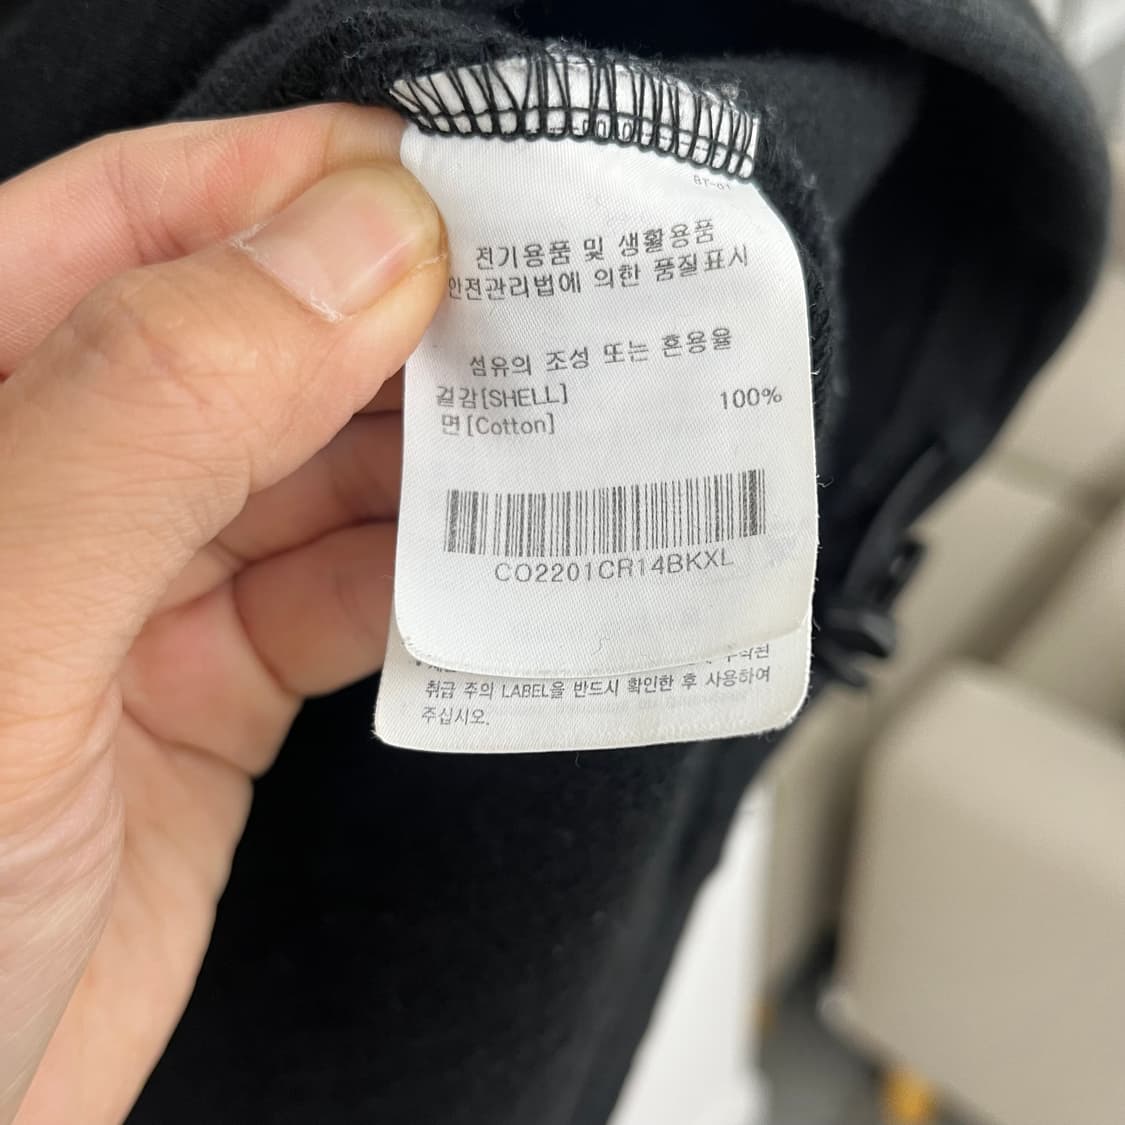 전기용품 및 생활용품
안전관리법에 의한 품질표시
섬유의 조성 또는 혼용율
겉감[SHELL]
면[Cotton] 100%
CO2201CR14BKXL
취급 주의 LABEL을 반드시 확인한 후 사용하여
주십시오.